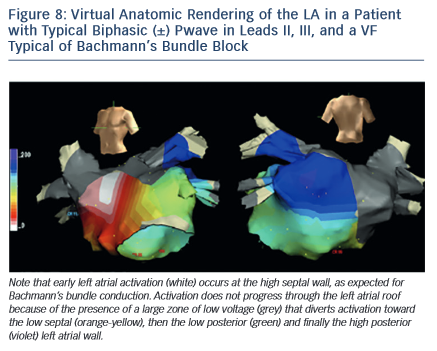 Figure 8: Virtual Anatomic Rendering of the LA in a Patient
with Typical Biphasic (±) Pwave in Leads II, III, and a VF
Typical of Bachmann's Bundle Block
Note that early left atrial activation (white) occurs at the high septal wall, as expected for
Bachmann's bundle conduction. Activation does not progress through the left atrial roof
because of the presence of a large zone of low voltage (grey) that diverts activation toward
the low septal (orange-yellow), then the low posterior (green) and finally the high posterior
(violet) left atrial wall.